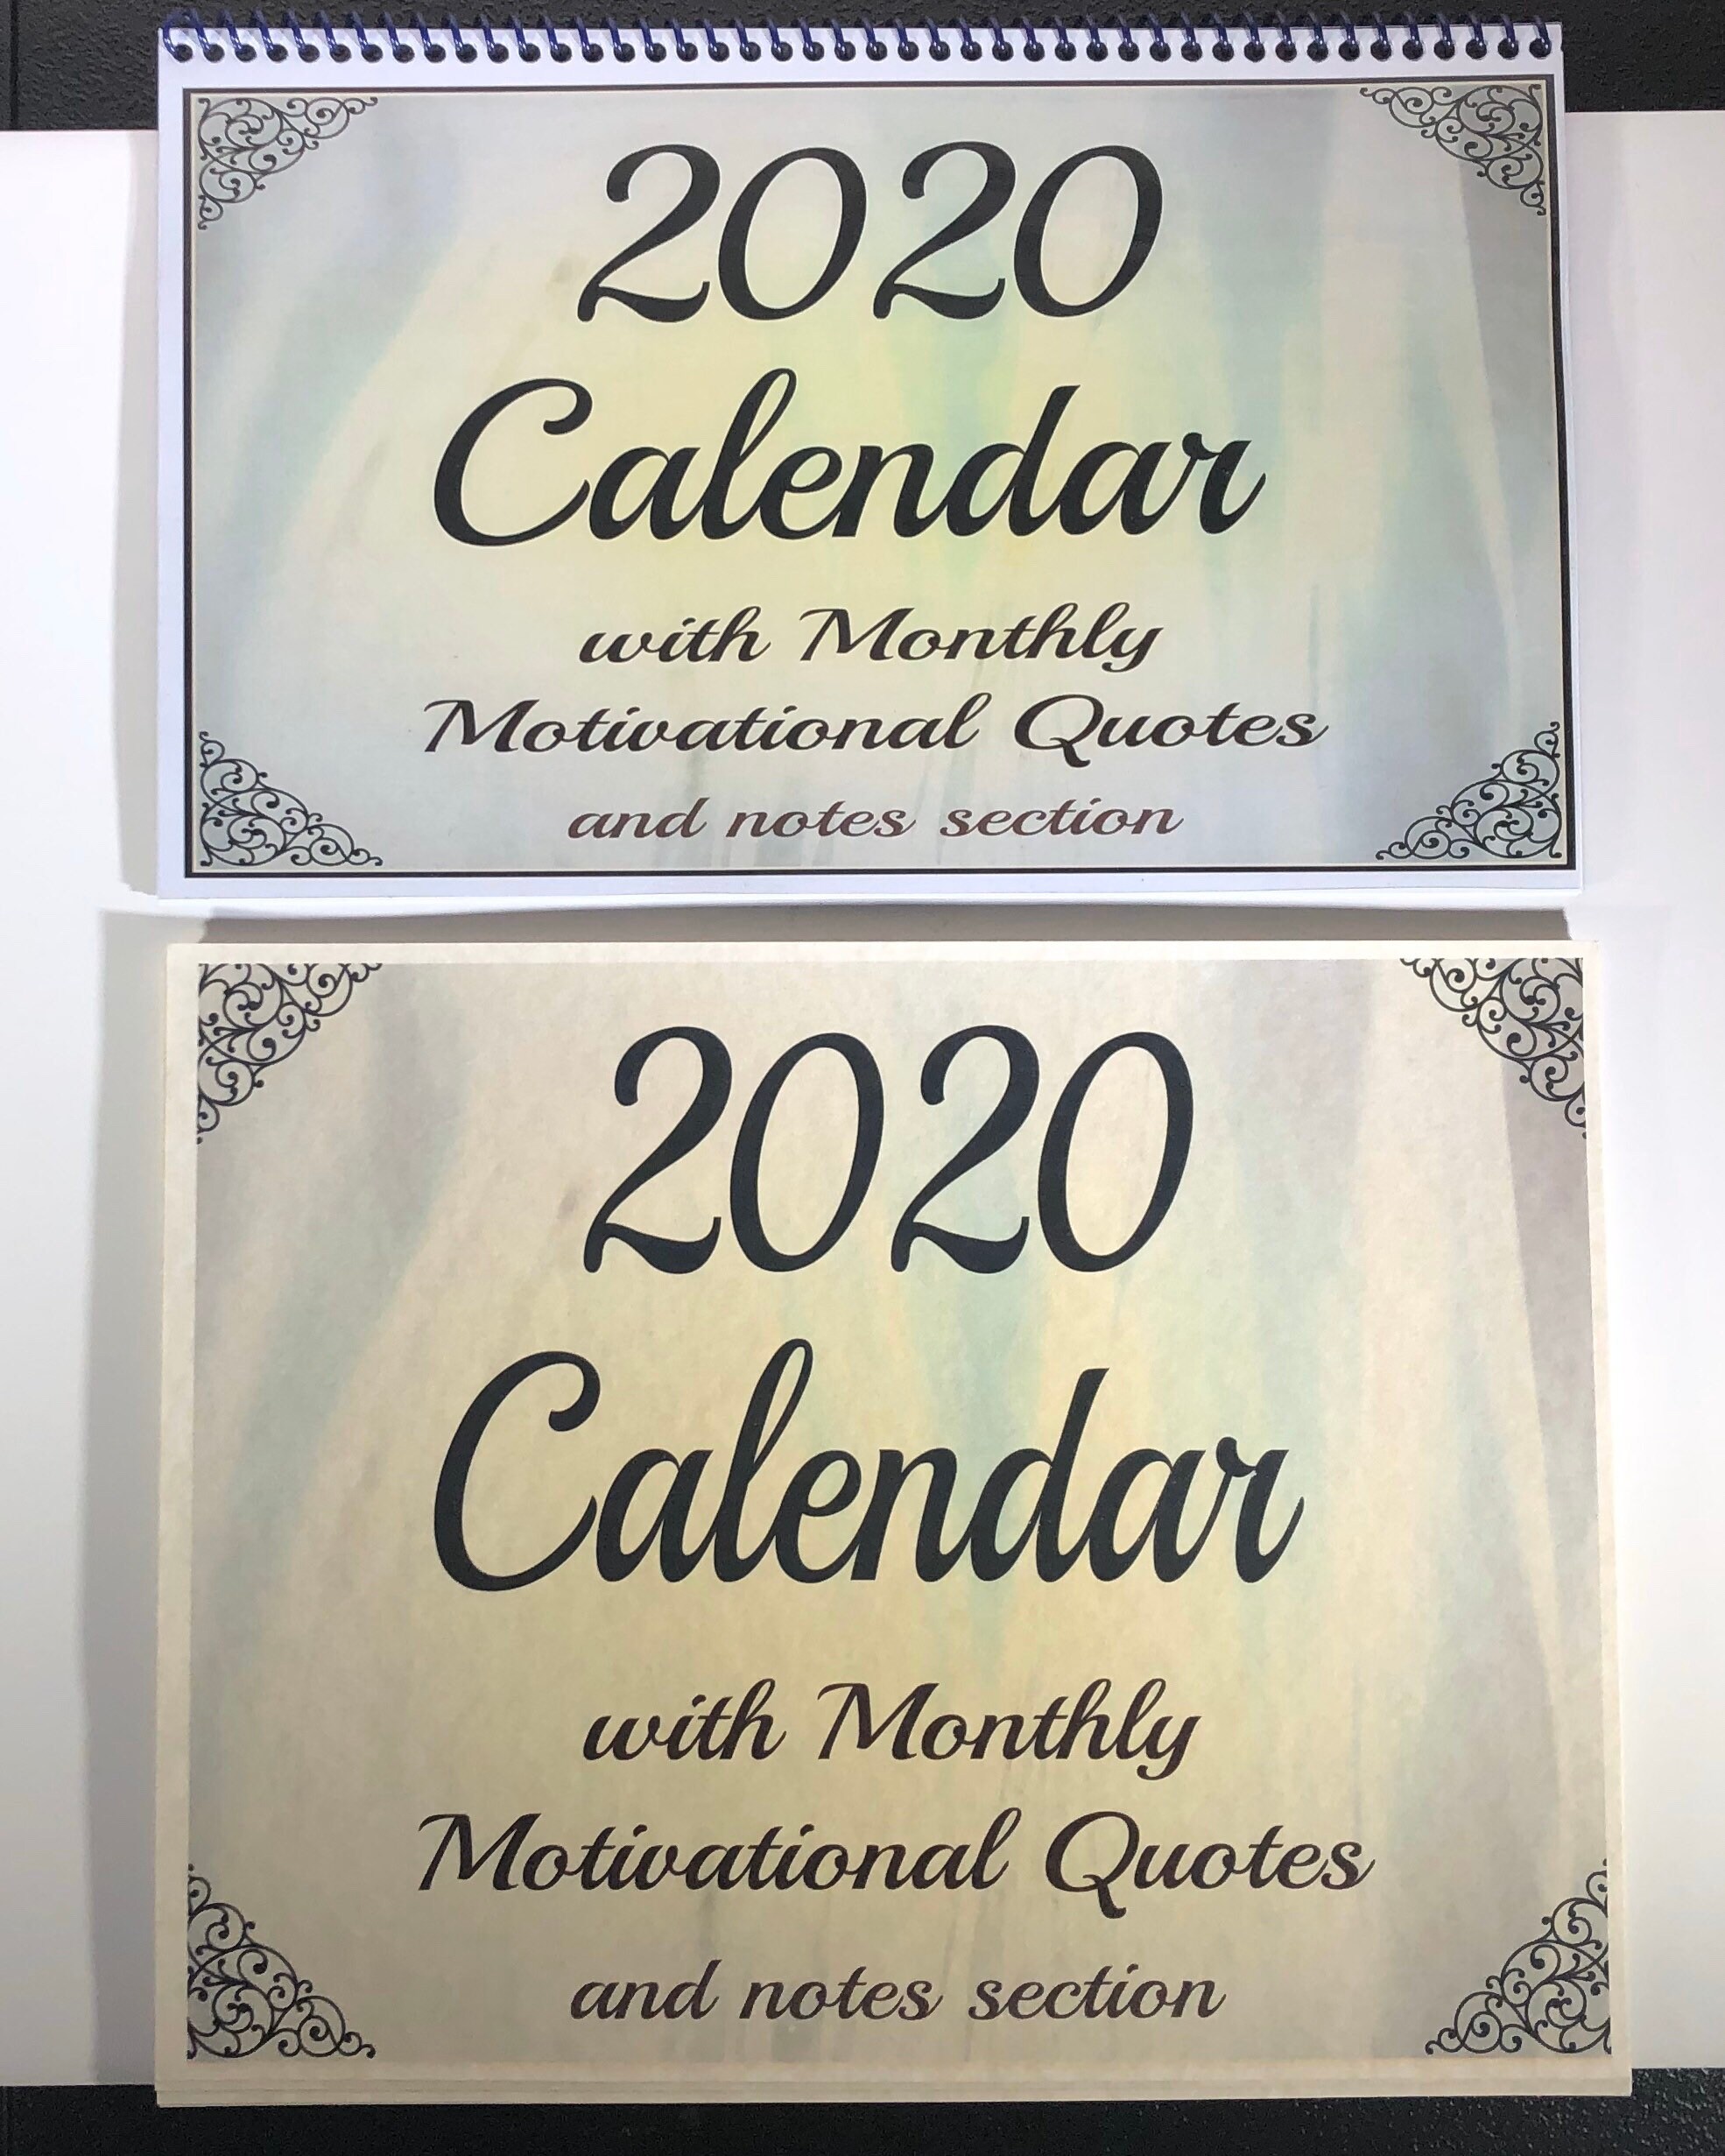 2020
Calendar
with Monthly
Motivational Quotes
and notes section
2020
Calendar
with Monthly
Motivational Quotes
and notes section